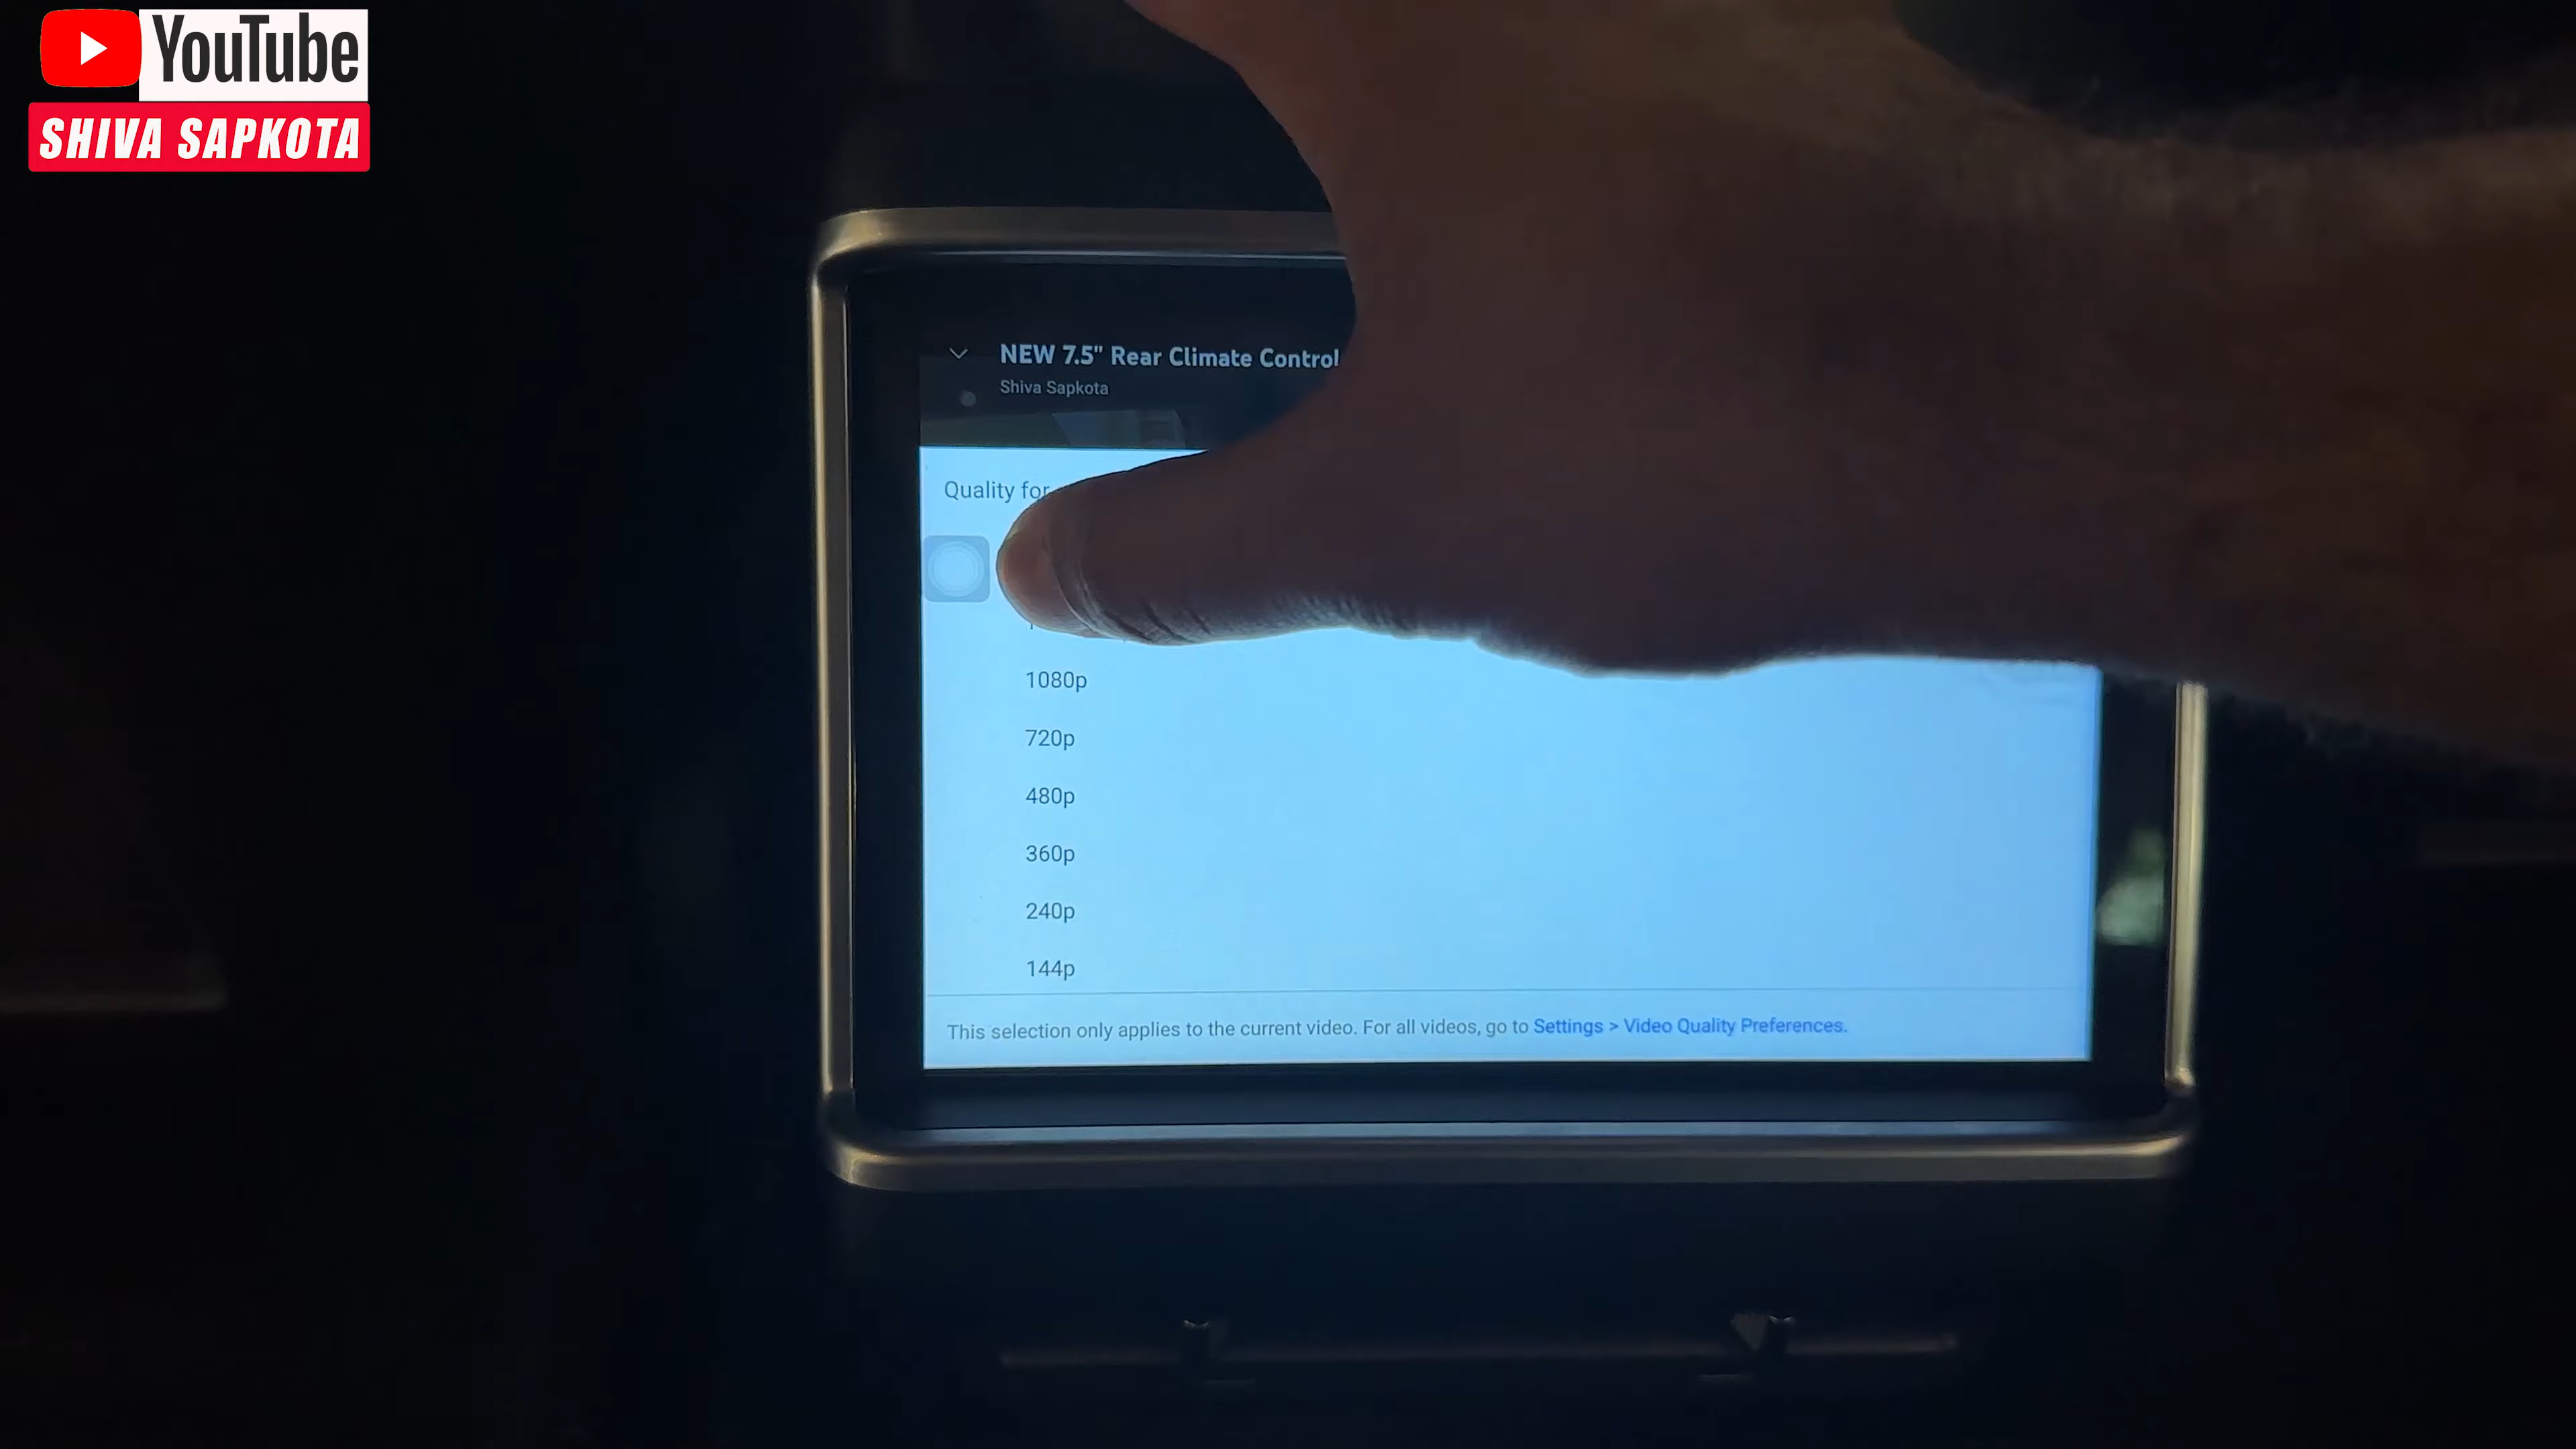 YouTube
SHIVA SAPKOTA
NEW 7.5" Rear Climate Control
Shiva Sapkota
Quality for
1080p
720p
480p
360p
240p
144p
This selection only applies to the current video. For all videos, go to Settings > Video Quality Preferences.